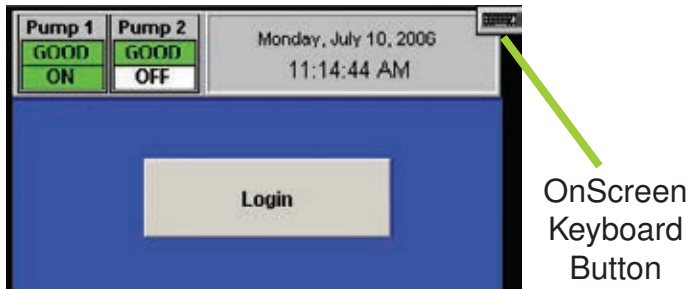 Pump 1
GOOD
ON
Pump 2
GOOD
OFF
Monday, July 10, 2006
11:14:44 AM
Login
OnScreen
Keyboard
Button